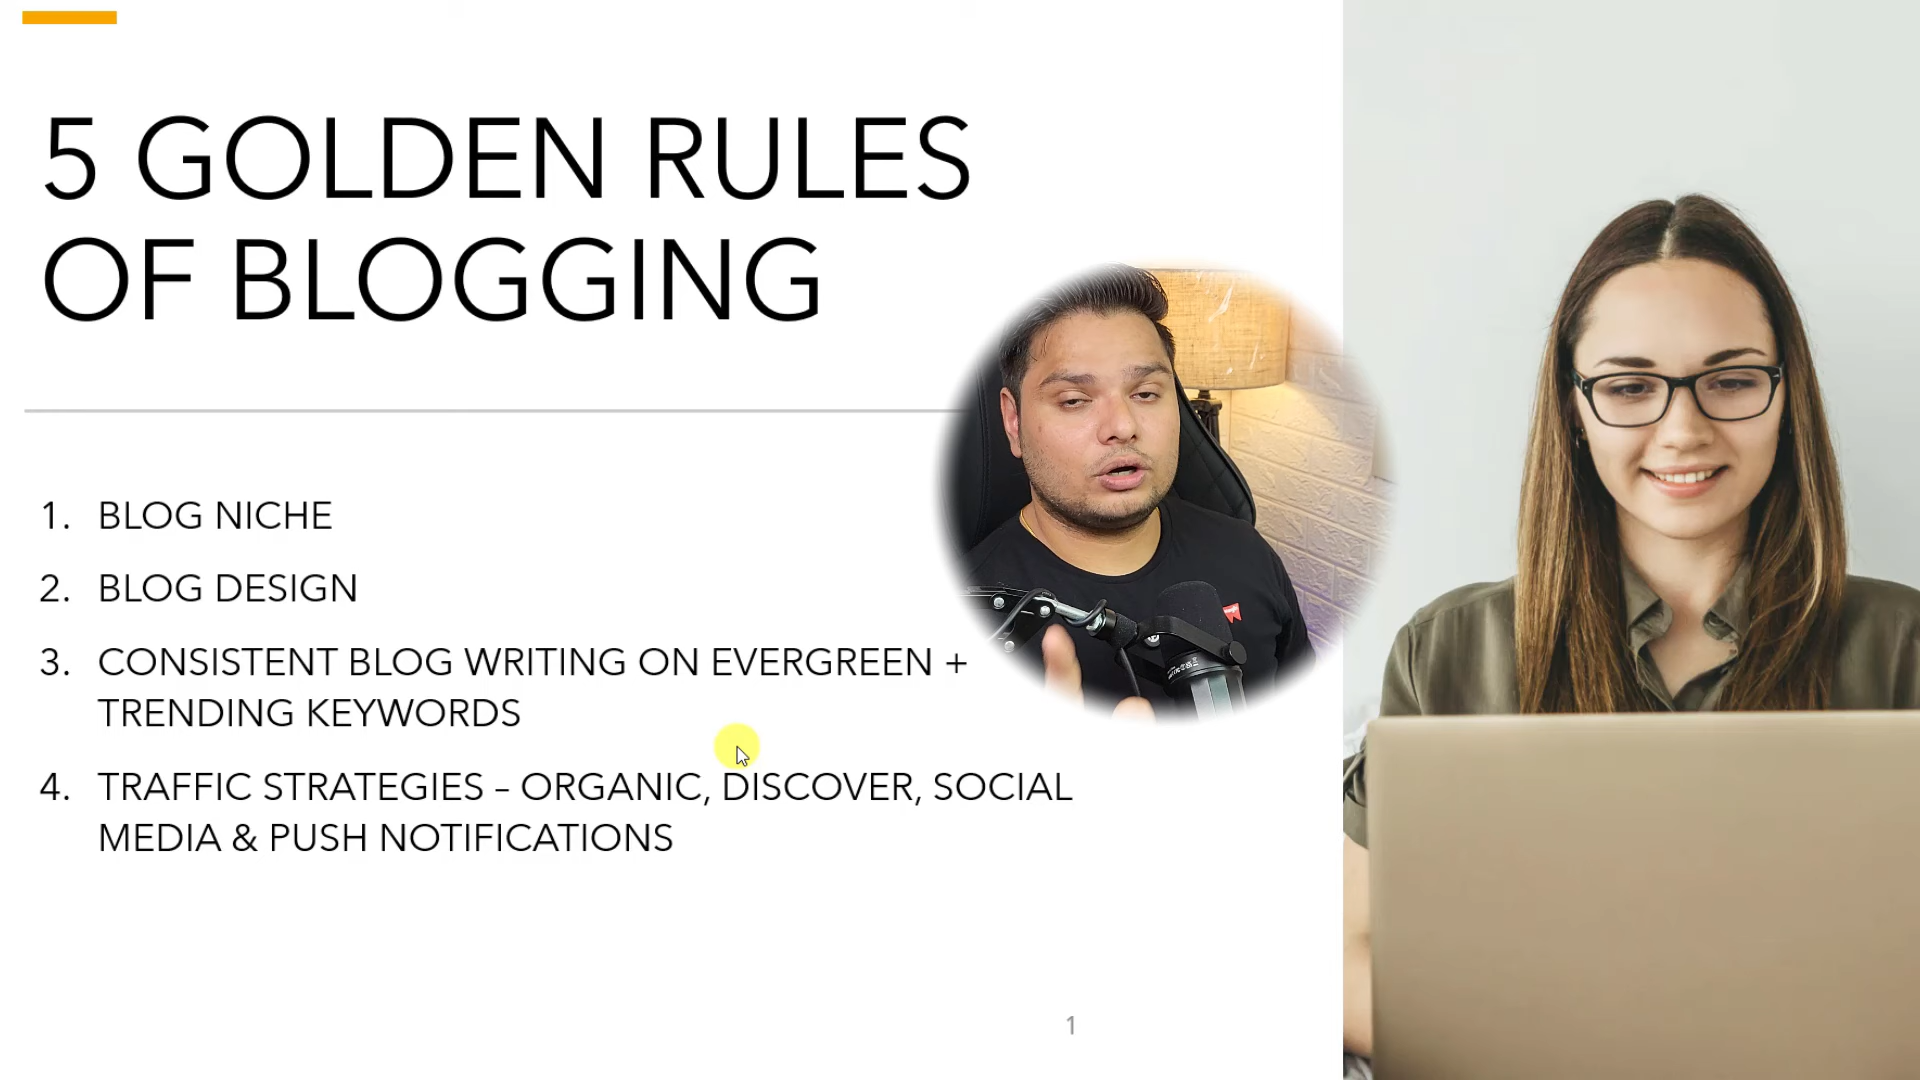 5 GOLDEN RULES
OF BLOGGING
1. BLOG NICHE
2. BLOG DESIGN
3. CONSISTENT BLOG WRITING ON EVERGREEN +
TRENDING KEYWORDS
4. TRAFFIC STRATEGIES – ORGANIC, DISCOVER, SOCIAL
MEDIA & PUSH NOTIFICATIONS
1